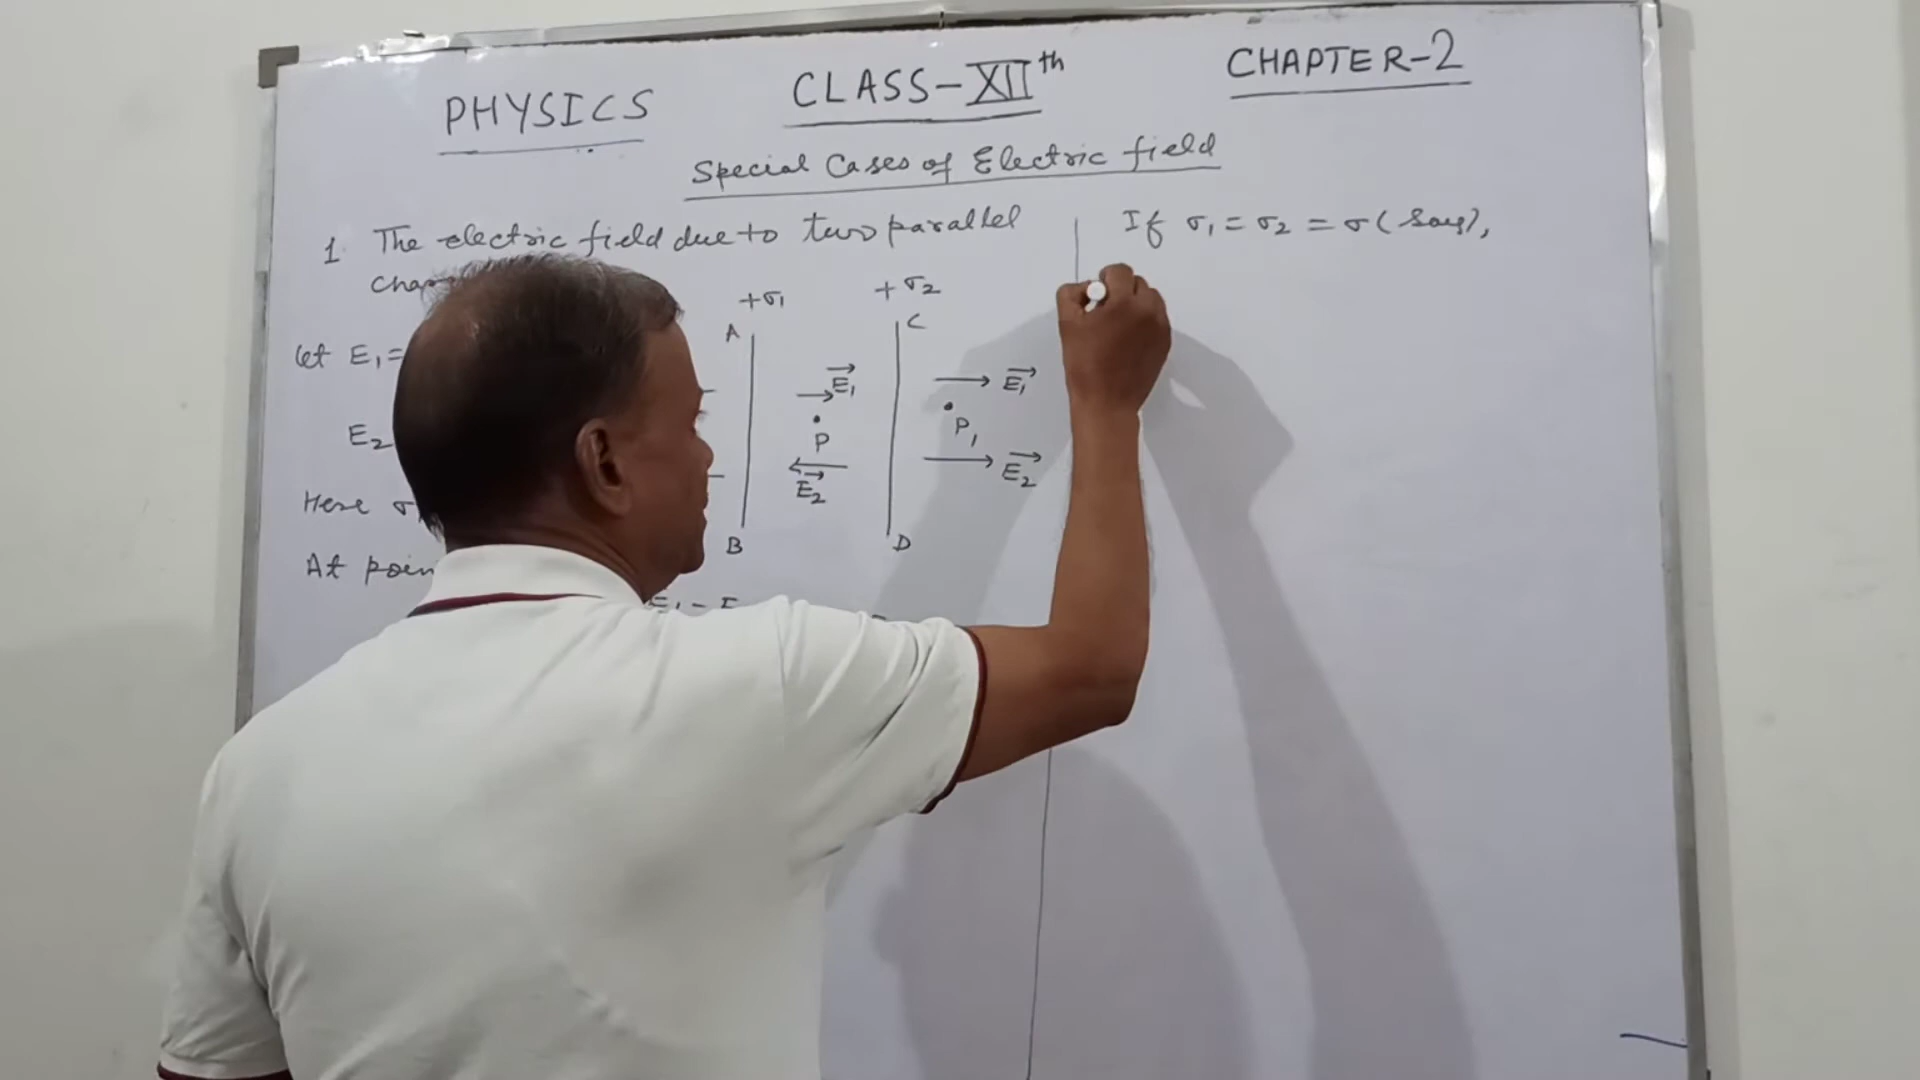 PHYSICS CLASS-XIIth CHAPTER-2
Special Cases of Electric field
1. The electric field due to two parallel
+σ1 +σ2
A C
Let E1=
E1 E1
E2
P P1
E2 E2
Here
B D
At
If σ1 = σ2 = σ (say),